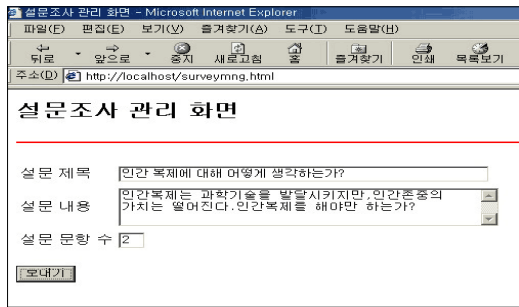 설문조사 관리 화면 - Microsoft Internet Explorer
파일(F) 편집(E) 보기(V) 즐겨찾기(A) 도구(T) 도움말(H)
뒤로 앞으로 중지 새로고침 홈 즐겨찾기 인쇄 목록보기
주소(D) http://localhost/surveymng.html
설문조사 관리 화면
설문 제목 인간 복제에 대해 어떻게 생각하는가?
설문 내용 인간복제는 과학기술을 발달시키지만,인간존중의
가치는 떨어진다.인간복제를 해야만 하는가?
설문 문항 수 2
보내기